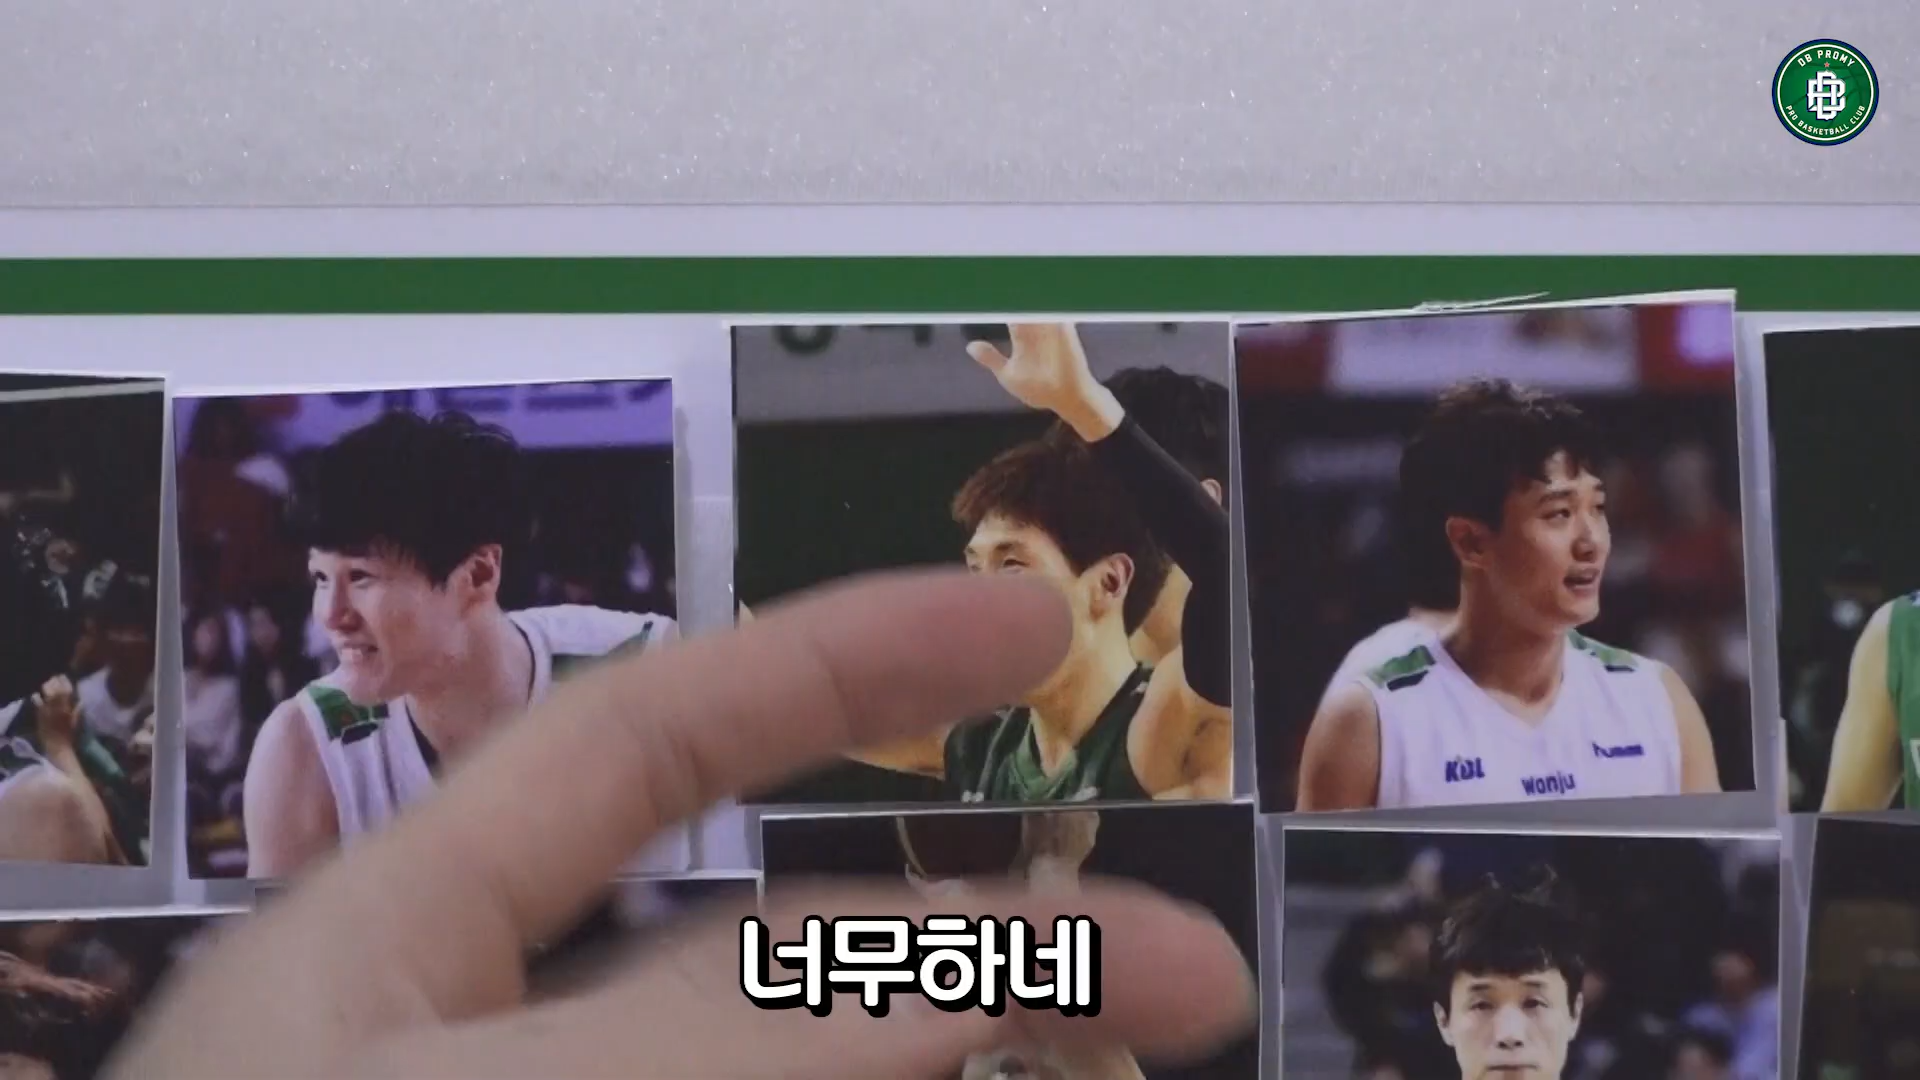 DB PROMY
PRO BASKETBALL CLUB
KBL
hummel
Wonju
너무하네